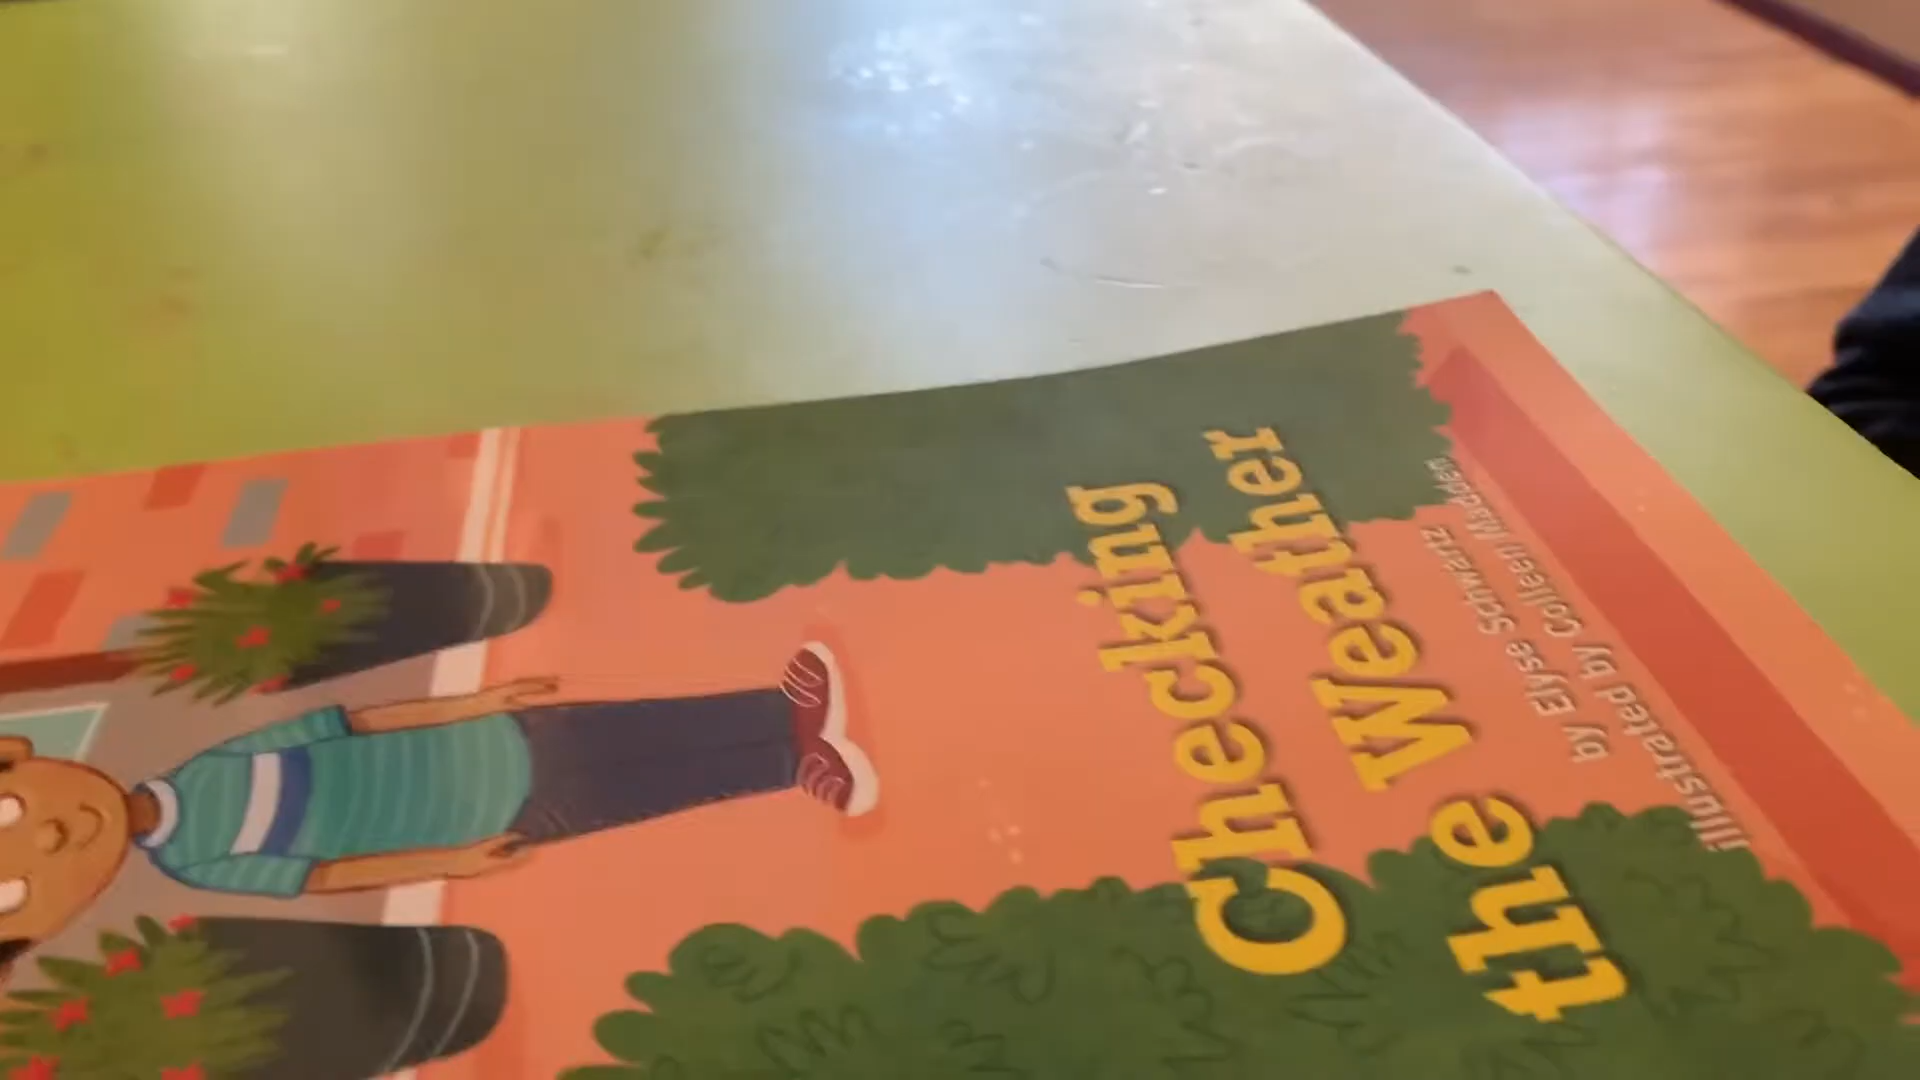 Checking
the Weather
by Elyse Schwartz
illustrated by Colleen Madden